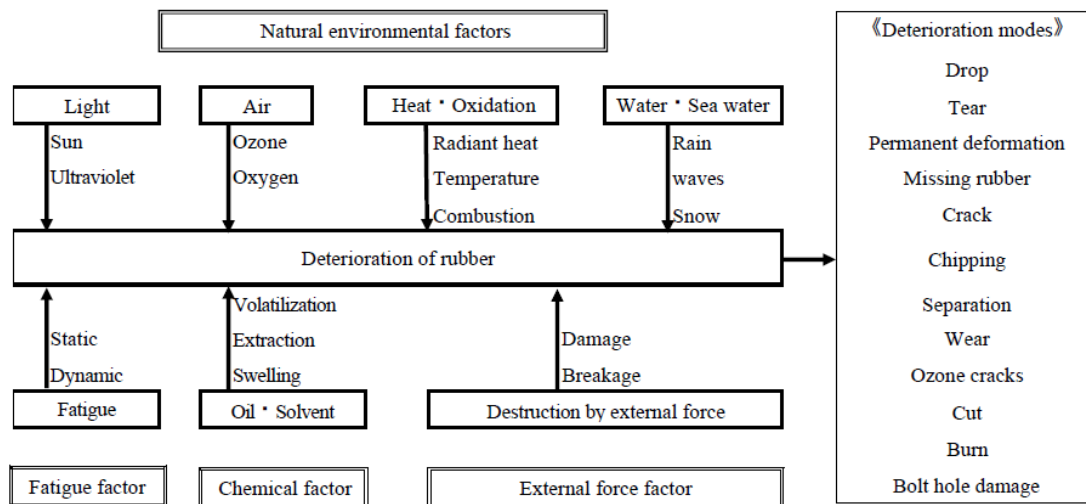 Natural environmental factors
Light
Air
Heat・Oxidation
Water・Sea water
Sun
Ultraviolet
Ozone
Oxygen
Radiant heat
Temperature
Combustion
Rain
waves
Snow
Deterioration of rubber
Static
Dynamic
Volatilization
Extraction
Swelling
Damage
Breakage
Fatigue
Oil・Solvent
Destruction by external force
Fatigue factor
Chemical factor
External force factor
《Deterioration modes》
Drop
Tear
Permanent deformation
Missing rubber
Crack
Chipping
Separation
Wear
Ozone cracks
Cut
Burn
Bolt hole damage